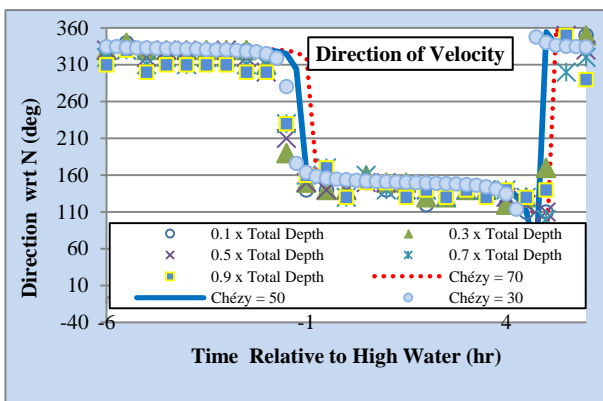 Direction of Velocity
Direction wrt N (deg)
360
310
260
210
160
110
60
10
-40
-6
-1
4
0.1 x Total Depth
0.3 x Total Depth
0.5 x Total Depth
0.7 x Total Depth
0.9 x Total Depth
Chézy = 70
Chézy = 50
Chézy = 30
Time Relative to High Water (hr)